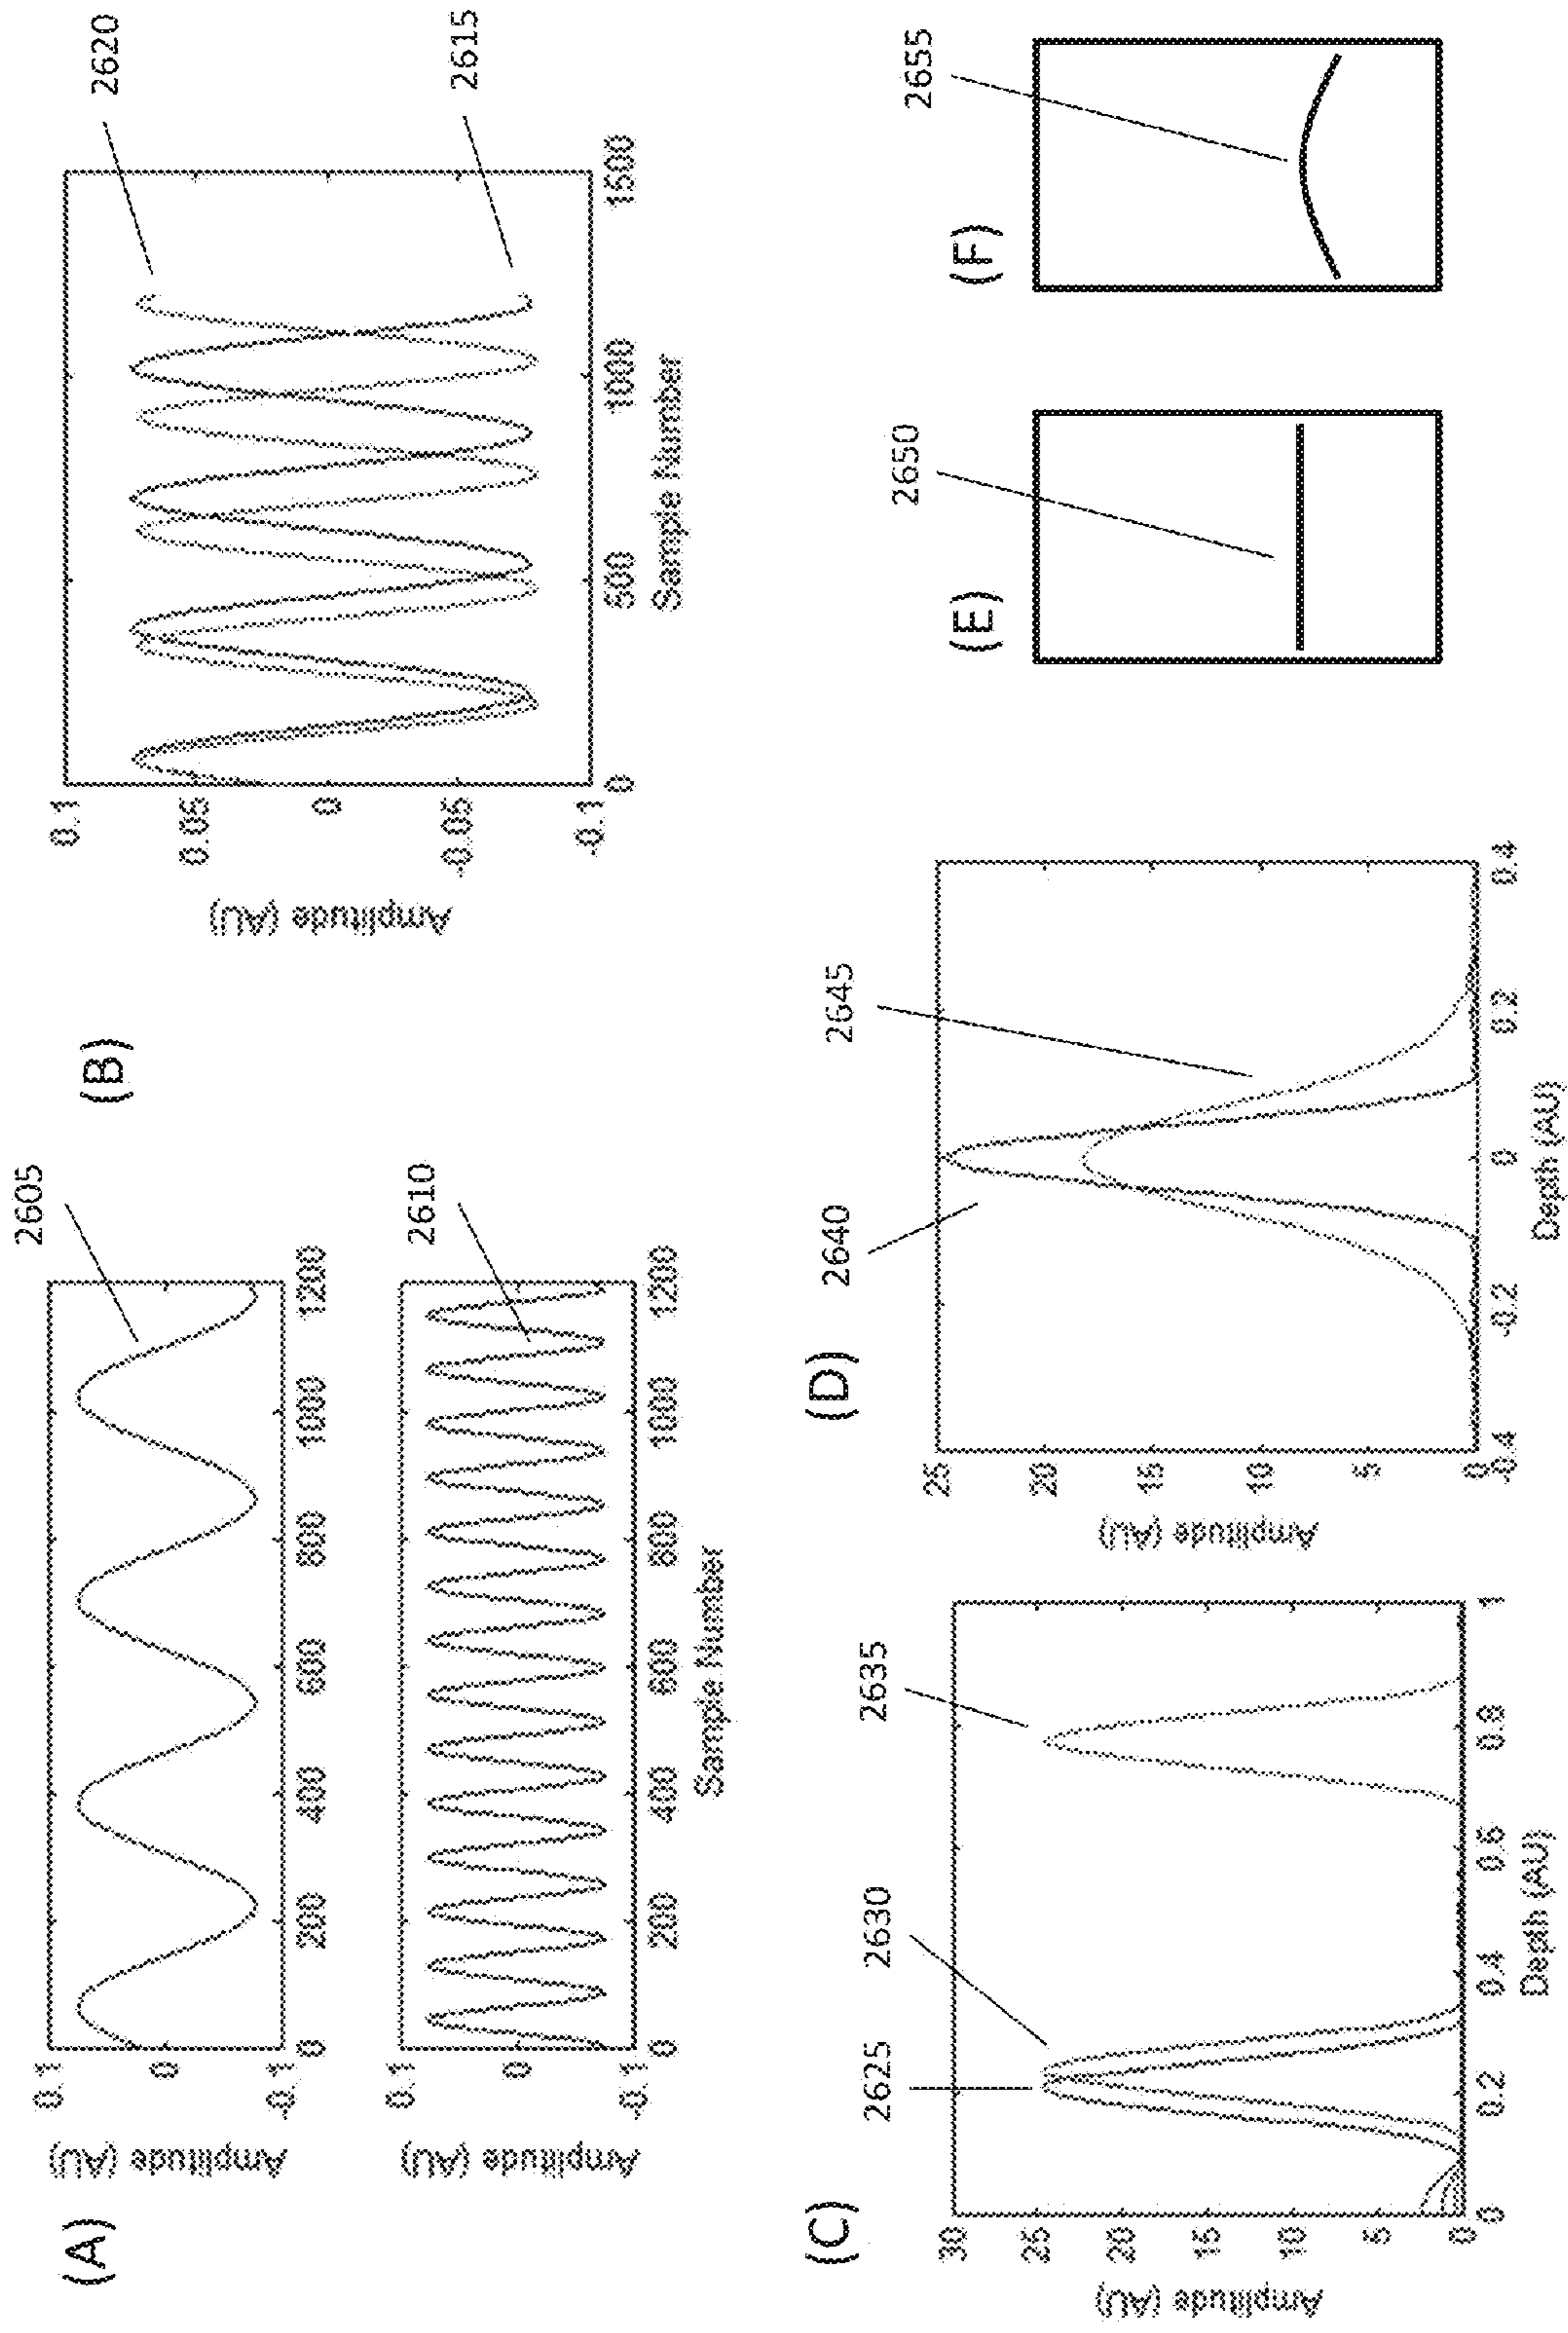 (A)
2605
Amplitude (AU)
0.1
0
-0.1
0 200 400 600 800 1000 1200
2610
Amplitude (AU)
0.1
0
-0.1
0 200 400 600 800 1000 1200
Sample Number
(B)
2620
2615
Amplitude (AU)
0.1
0.05
0
-0.05
-0.1
0 500 1000 1500
Sample Number
(C)
2625
2630
2635
Amplitude (AU)
30
25
20
15
10
5
0
0 0.2 0.4 0.6 0.8 1
Depth (AU)
(D)
2640
2645
Amplitude (AU)
25
20
15
10
5
0
-0.4 -0.2 0 0.2 0.4
Depth (AU)
(E)
2650
(F)
2655